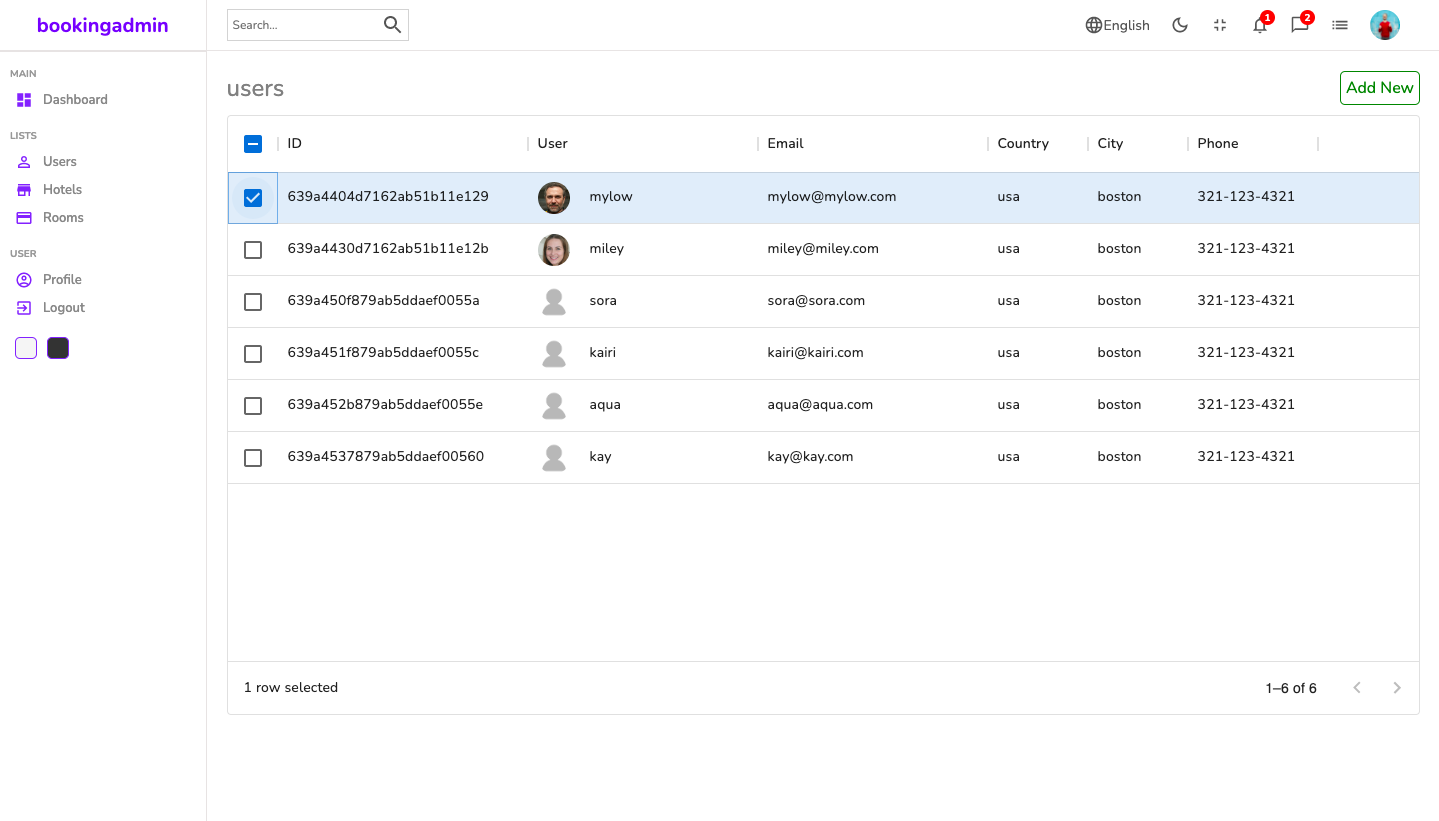 bookingadmin
Search...
English
1
2
MAIN
Dashboard
LISTS
Users
Hotels
Rooms
USER
Profile
Logout
users
Add New
ID User Email Country City Phone
639a4404d7162ab51b11e129 mylow mylow@mylow.com usa boston 321-123-4321
639a4430d7162ab51b11e12b miley miley@miley.com usa boston 321-123-4321
639a450f879ab5ddaef0055a sora sora@sora.com usa boston 321-123-4321
639a451f879ab5ddaef0055c kairi kairi@kairi.com usa boston 321-123-4321
639a452b879ab5ddaef0055e aqua aqua@aqua.com usa boston 321-123-4321
639a4537879ab5ddaef00560 kay kay@kay.com usa boston 321-123-4321
1 row selected
1–6 of 6